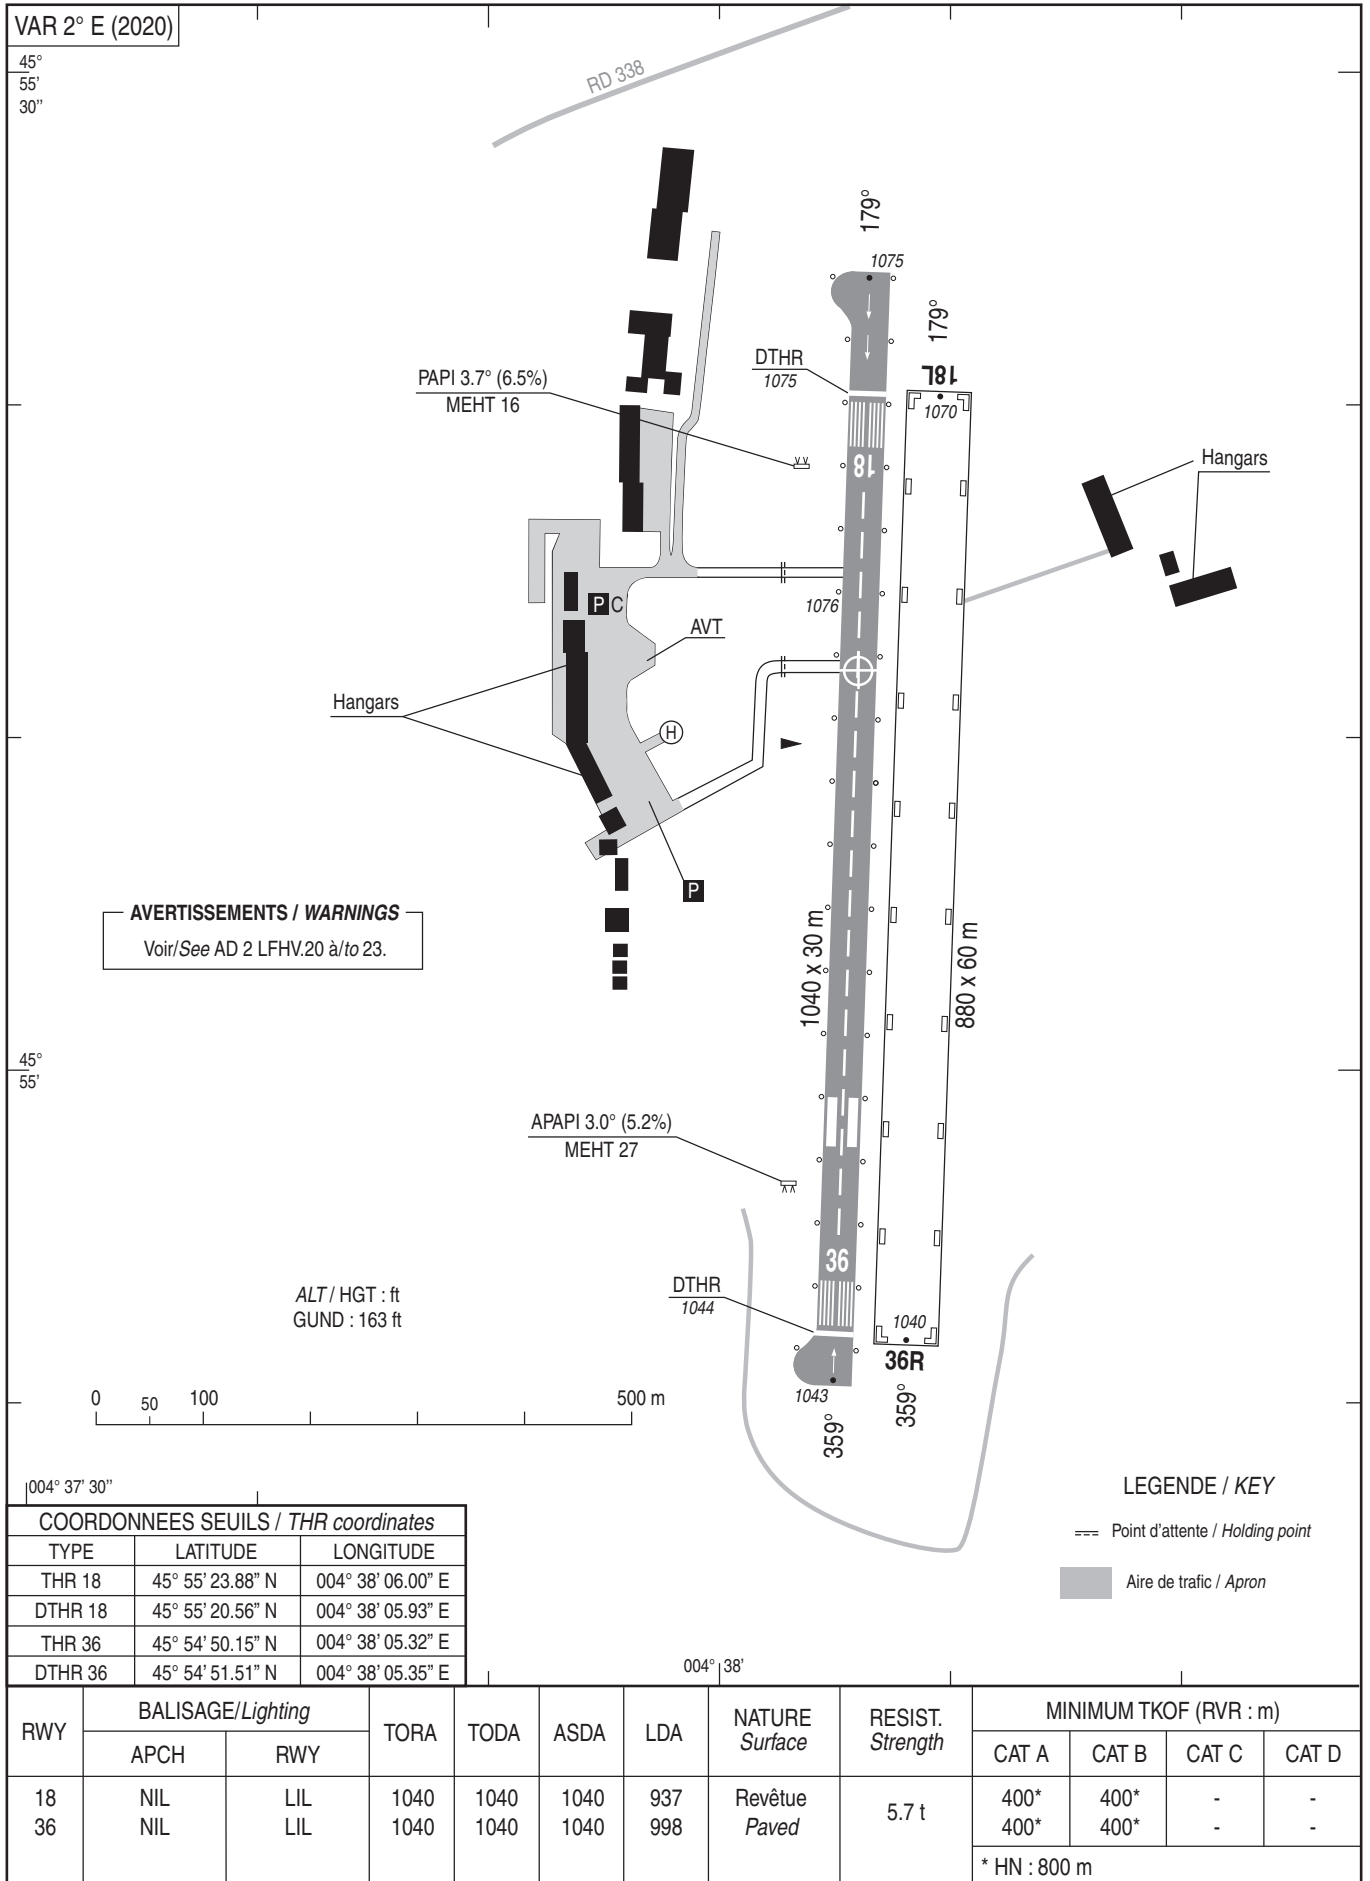 VAR 2° E (2020)
45°
55'
30"
RD 338
179°
1075
179°
DTHR
1075
18L
1070
PAPI 3.7° (6.5%)
MEHT 16
18
Hangars
1076
P C
AVT
Hangars
H
P
AVERTISSEMENTS / WARNINGS
Voir/See AD 2 LFHV.20 à/to 23.
1040 x 30 m
880 x 60 m
45°
55'
APAPI 3.0° (5.2%)
MEHT 27
36
DTHR
1044
ALT / HGT : ft
GUND : 163 ft
1040
36R
1043
359°
359°
0 50 100 500 m
004° 37' 30"
LEGENDE / KEY
Point d'attente / Holding point
Aire de trafic / Apron
COORDONNEES SEUILS / THR coordinates
TYPE LATITUDE LONGITUDE
THR 18 45° 55' 23.88" N 004° 38' 06.00" E
DTHR 18 45° 55' 20.56" N 004° 38' 05.93" E
THR 36 45° 54' 50.15" N 004° 38' 05.32" E
DTHR 36 45° 54' 51.51" N 004° 38' 05.35" E
004° 38'
RWY BALISAGE/Lighting TORA TODA ASDA LDA NATURE RESIST. MINIMUM TKOF (RVR : m)
Surface Strength
APCH RWY CAT A CAT B CAT C CAT D
18 NIL LIL 1040 1040 1040 937 Revêtue 5.7 t 400* 400* - -
36 NIL LIL 1040 1040 1040 998 Paved 400* 400* - -
* HN : 800 m